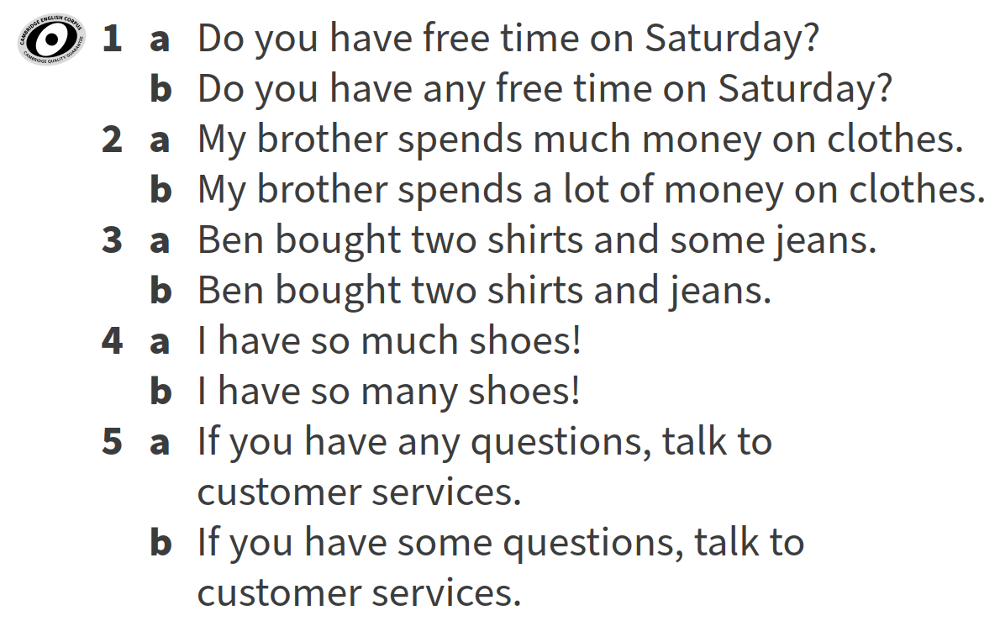 CAMBRIDGE ENGLISH CORPUS
CAMBRIDGE QUALITY GUARANTEE
1 a Do you have free time on Saturday?
b Do you have any free time on Saturday?
2 a My brother spends much money on clothes.
b My brother spends a lot of money on clothes.
3 a Ben bought two shirts and some jeans.
b Ben bought two shirts and jeans.
4 a I have so much shoes!
b I have so many shoes!
5 a If you have any questions, talk to
customer services.
b If you have some questions, talk to
customer services.